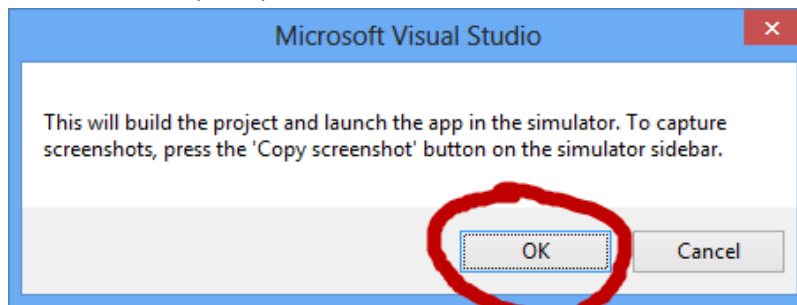 Microsoft Visual Studio
This will build the project and launch the app in the simulator. To capture
screenshots, press the 'Copy screenshot' button on the simulator sidebar.
OK
Cancel